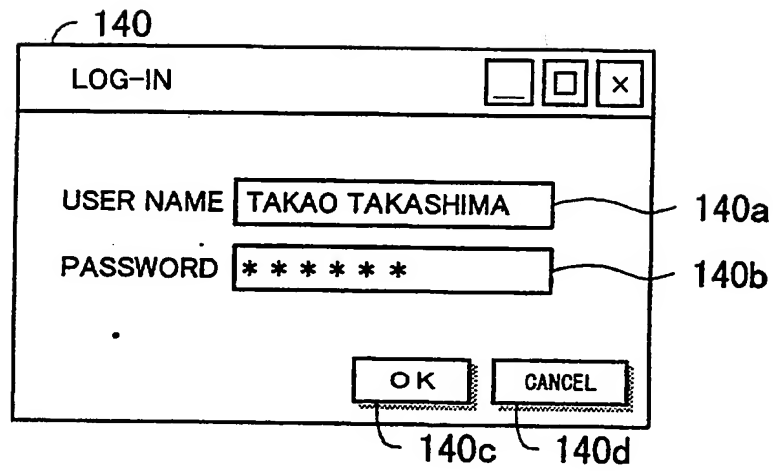 140
LOG-IN
USER NAME TAKAO TAKASHIMA 140a
PASSWORD ****** 140b
OK CANCEL
140c 140d